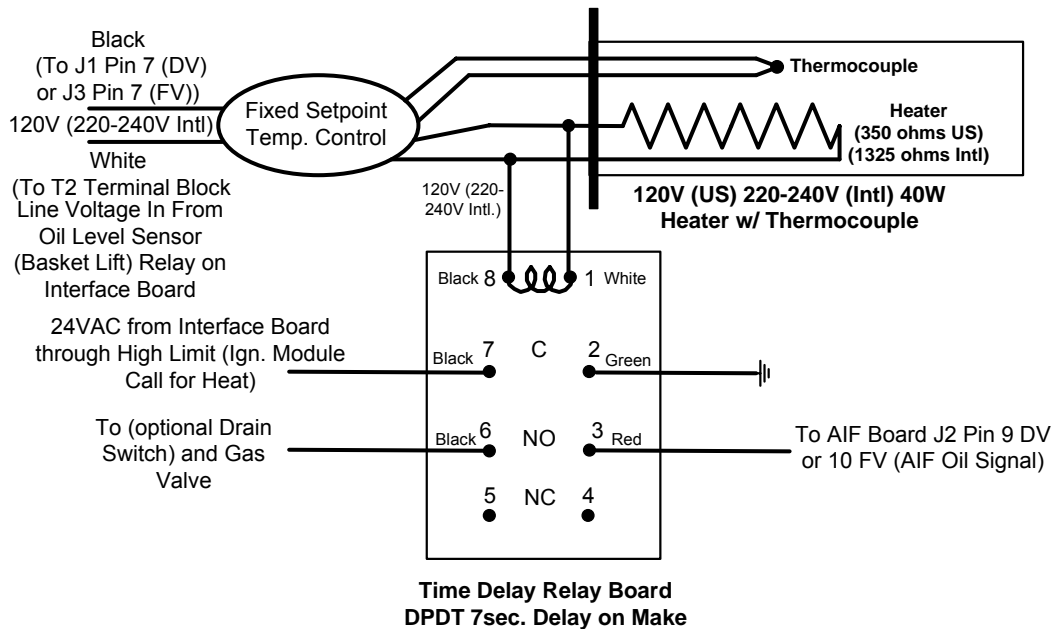 Black
(To J1 Pin 7 (DV)
or J3 Pin 7 (FV))
120V (220-240V Intl)
White
(To T2 Terminal Block
Line Voltage In From
Oil Level Sensor
(Basket Lift) Relay on
Interface Board
Fixed Setpoint
Temp. Control
Thermocouple
Heater
(350 ohms US)
(1325 ohms Intl)
120V (US) 220-240V (Intl) 40W
Heater w/ Thermocouple
120V (220-
240V Intl.)
Black 8 1 White
24VAC from Interface Board
through High Limit (Ign. Module
Call for Heat)
Black 7 C 2 Green
To (optional Drain
Switch) and Gas
Valve
Black 6 NO 3 Red
To AIF Board J2 Pin 9 DV
or 10 FV (AIF Oil Signal)
5 NC 4
Time Delay Relay Board
DPDT 7sec. Delay on Make